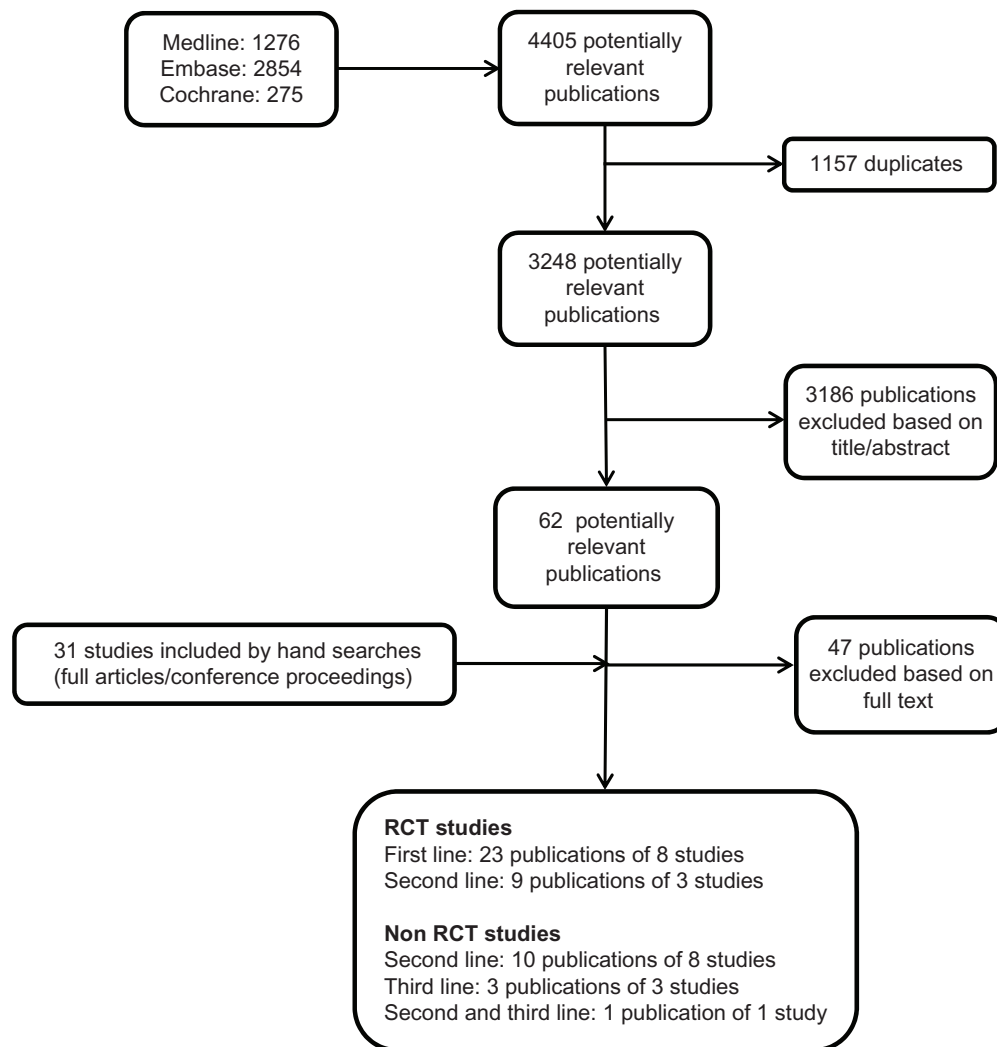 Medline: 1276
Embase: 2854
Cochrane: 275
4405 potentially
relevant
publications
1157 duplicates
3248 potentially
relevant
publications
3186 publications
excluded based on
title/abstract
62 potentially
relevant
publications
31 studies included by hand searches
(full articles/conference proceedings)
47 publications
excluded based on
full text
RCT studies
First line: 23 publications of 8 studies
Second line: 9 publications of 3 studies
Non RCT studies
Second line: 10 publications of 8 studies
Third line: 3 publications of 3 studies
Second and third line: 1 publication of 1 study